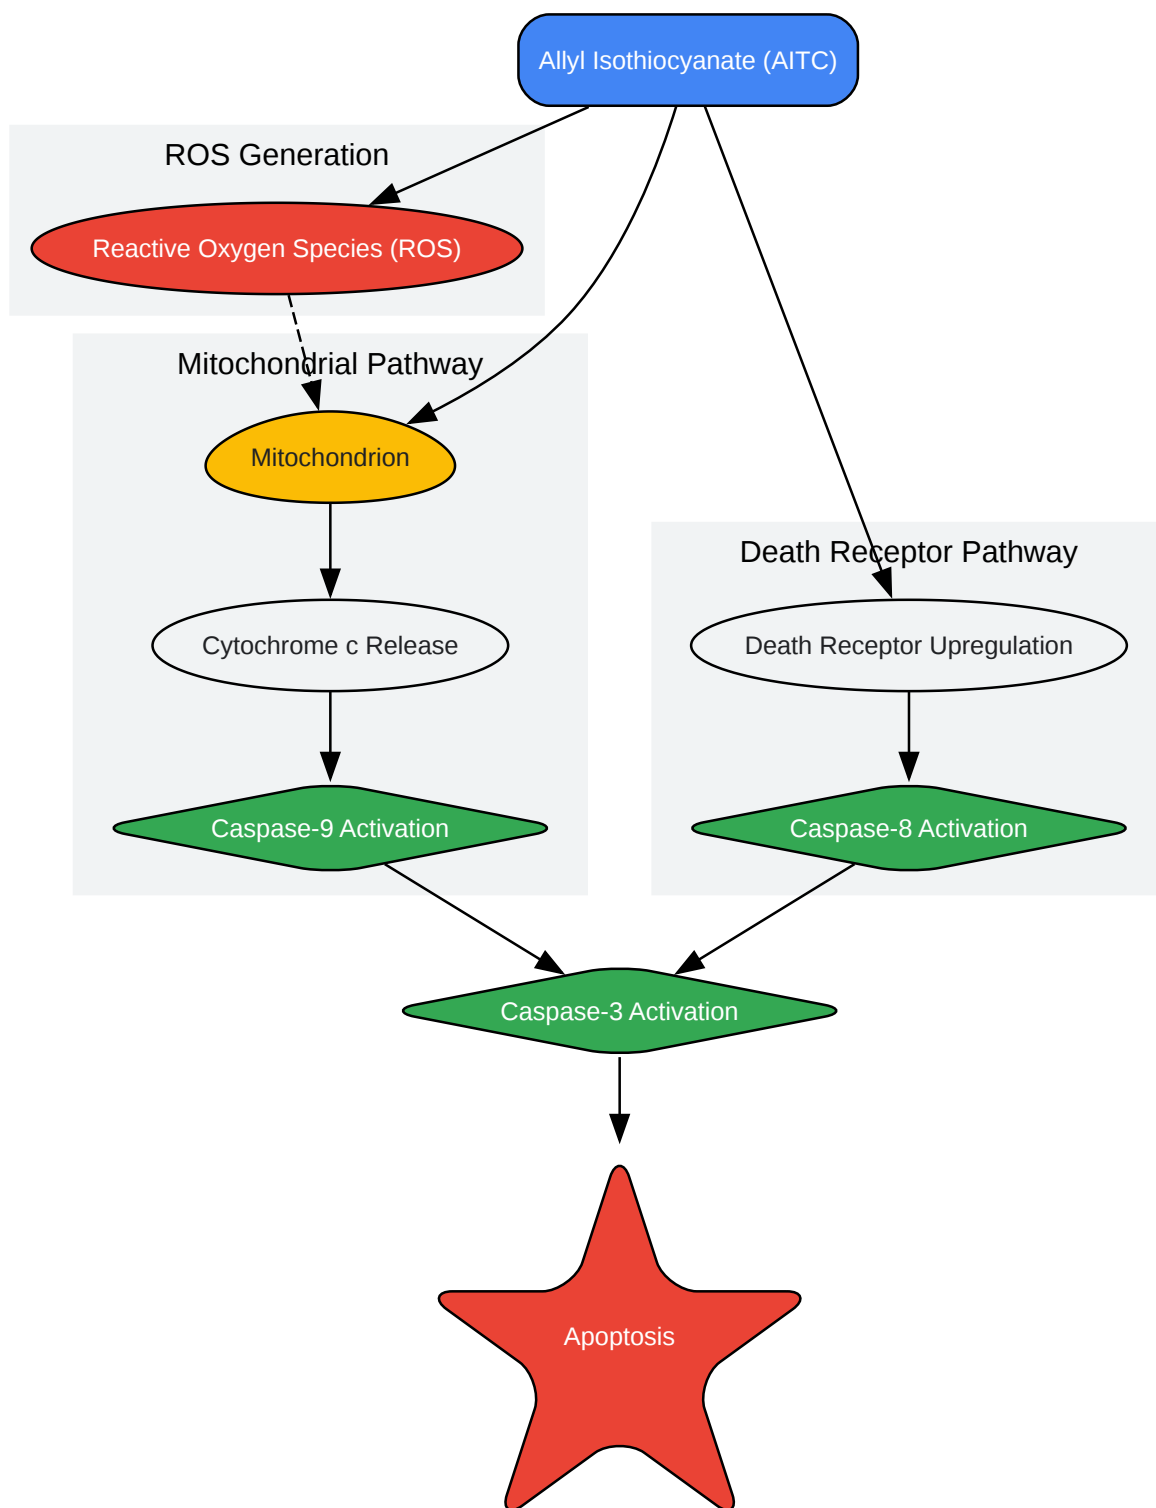 Allyl Isothiocyanate (AITC)
ROS Generation
Reactive Oxygen Species (ROS)
Mitochondrial Pathway
Mitochondrion
Death Receptor Pathway
Cytochrome c Release
Death Receptor Upregulation
Caspase-9 Activation
Caspase-8 Activation
Caspase-3 Activation
Apoptosis